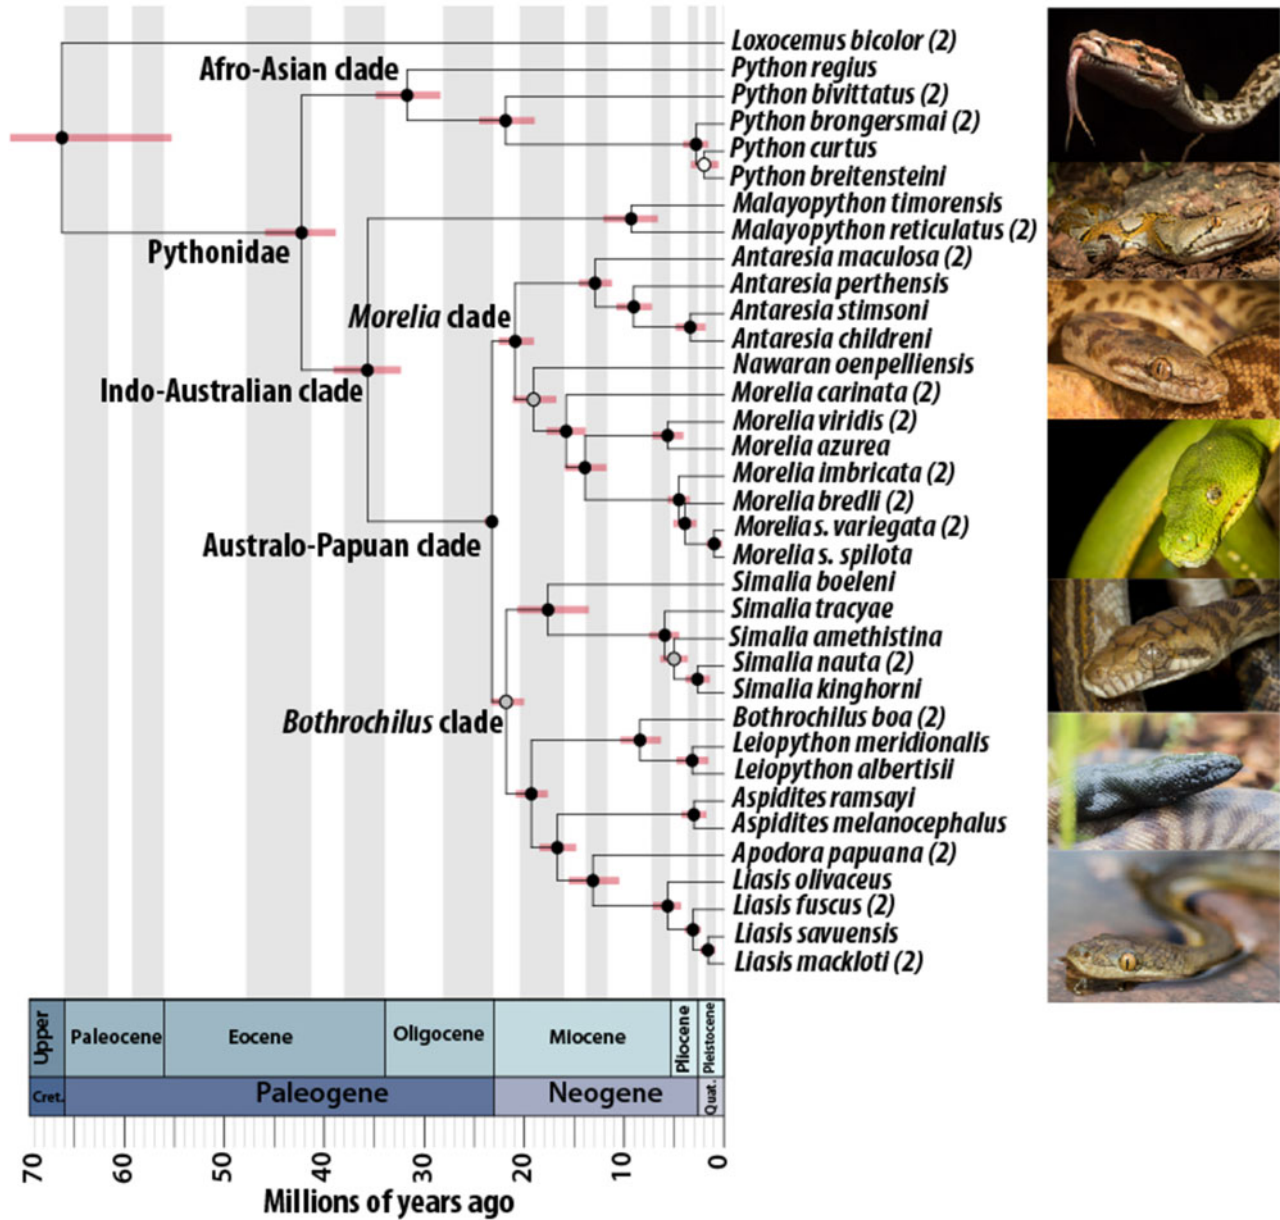 Loxocemus bicolor (2)
Afro-Asian clade
Python regius
Python bivittatus (2)
Python brongersmai (2)
Python curtus
Python breitensteini
Malayopython timorensis
Pythonidae
Malayopython reticulatus (2)
Antaresia maculosa (2)
Antaresia perthensis
Morelia clade
Antaresia stimsoni
Antaresia childreni
Nawaran oenpelliensis
Indo-Australian clade
Morelia carinata (2)
Morelia viridis (2)
Morelia azurea
Morelia imbricata (2)
Morelia bredli (2)
Morelia s. variegata (2)
Australo-Papuan clade
Morelia s. spilota
Simalia boeleni
Simalia tracyae
Simalia amethistina
Simalia nauta (2)
Simalia kinghorni
Bothrochilus clade
Bothrochilus boa (2)
Leiopython meridionalis
Leiopython albertisii
Aspidites ramsayi
Aspidites melanocephalus
Apodora papuana (2)
Liasis olivaceus
Liasis fuscus (2)
Liasis savuensis
Liasis mackloti (2)
Upper Paleocene Eocene Oligocene Miocene Pliocene Pleistocene
Cret. Paleogene Neogene Quat.
70 60 50 40 30 20 10 0
Millions of years ago